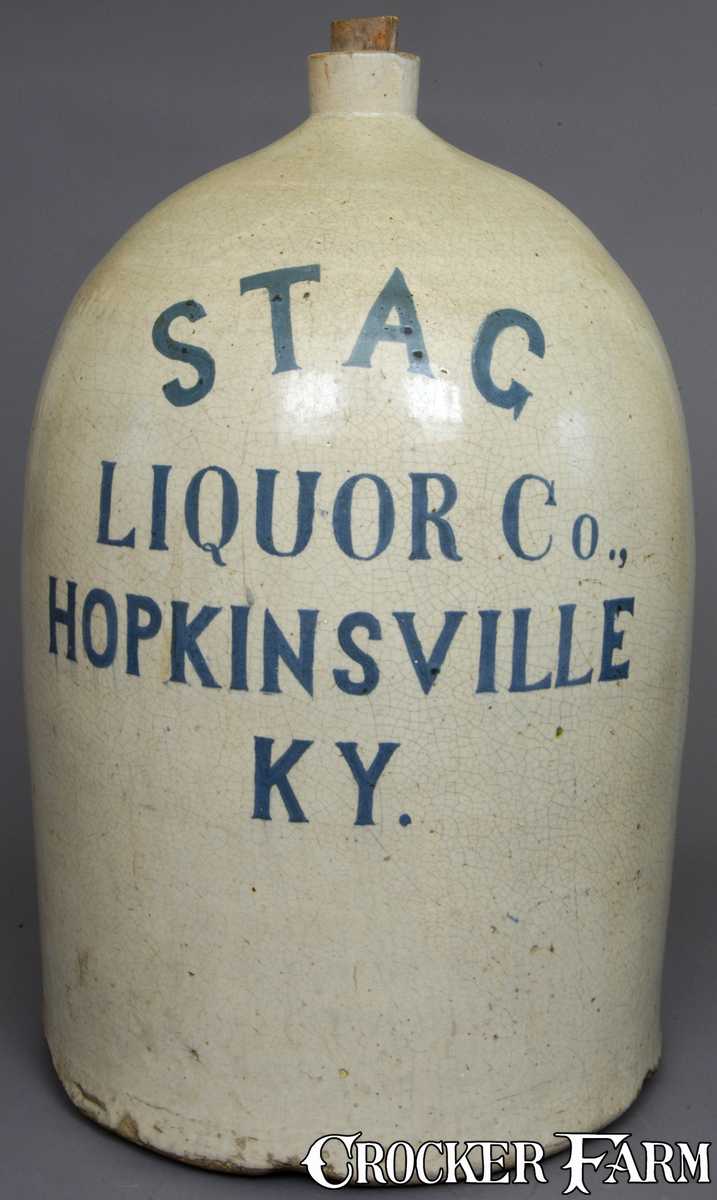 STAG
LIQUOR Co.,
HOPKINSVILLE
KY.
CROCKER FARM